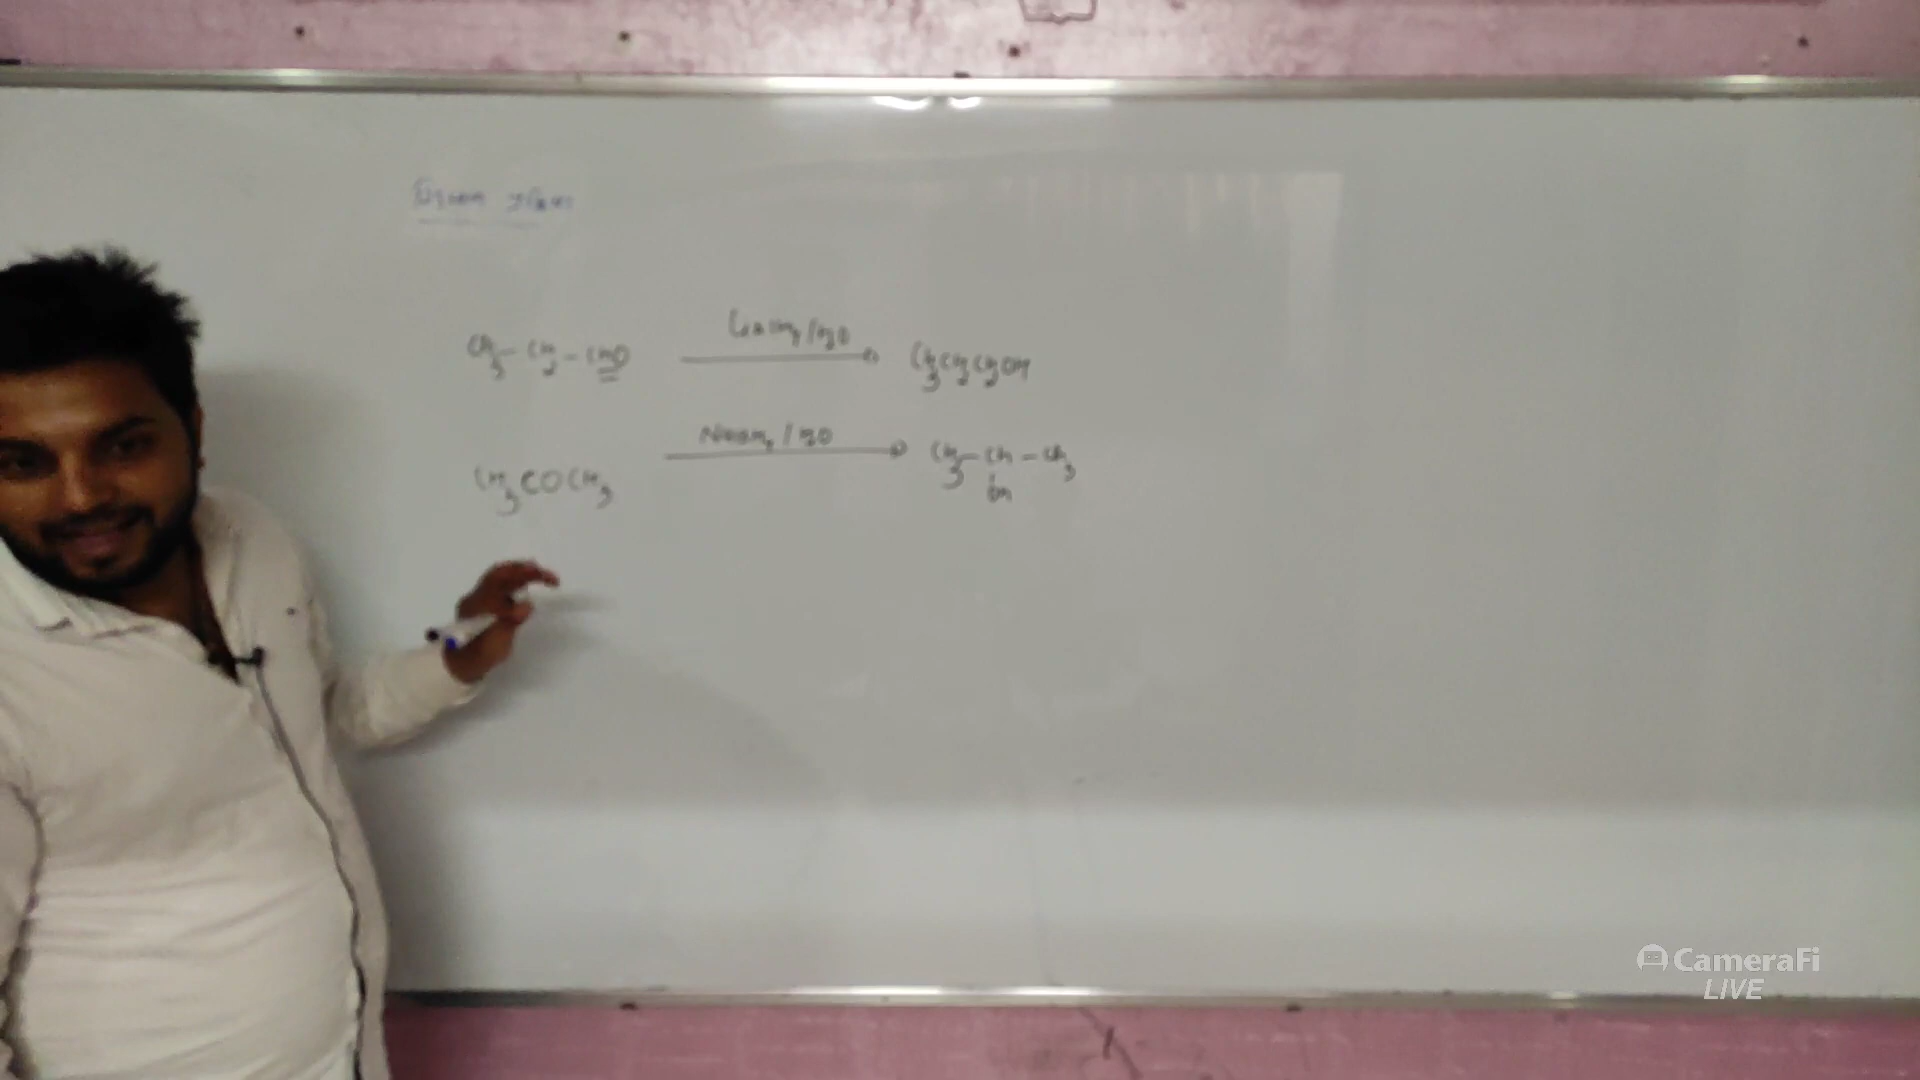 CH3 - CH2 - CHO LiAlH4 / H2O CH3CH2CH2OH
CH3COCH3 NaBH4 / H2O CH3 - CH - CH3
OH
CameraFi
LIVE